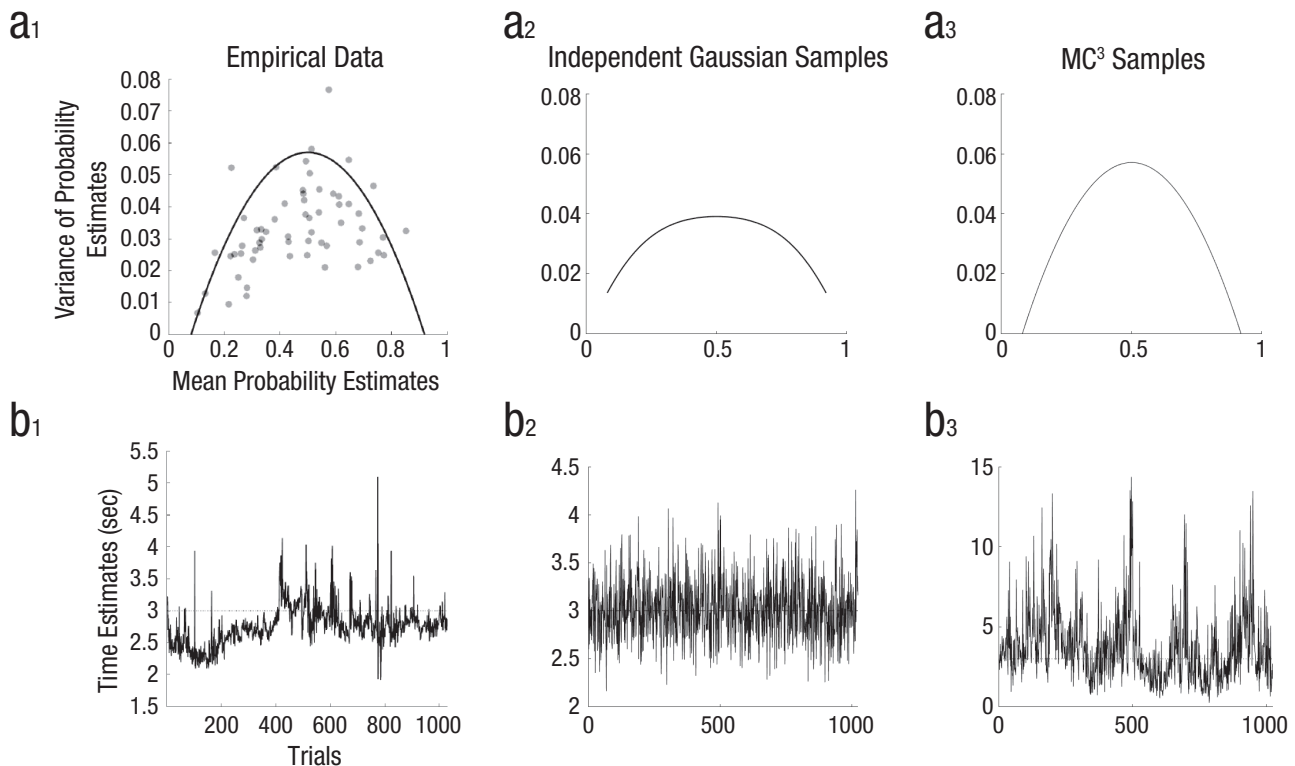 a1
a2
a3
Empirical Data
Independent Gaussian Samples
MC³ Samples
Variance of Probability
Estimates
0.08
0.07
0.06
0.05
0.04
0.03
0.02
0.01
0
0 0.2 0.4 0.6 0.8 1
Mean Probability Estimates
0.08
0.06
0.04
0.02
0
0 0.5 1
0.08
0.06
0.04
0.02
0
0 0.5 1
b1
b2
b3
Time Estimates (sec)
5.5
5
4.5
4
3.5
3
2.5
2
1.5
200 400 600 800 1000
Trials
4.5
4
3.5
3
2.5
2
0 500 1000
15
10
5
0
0 500 1000